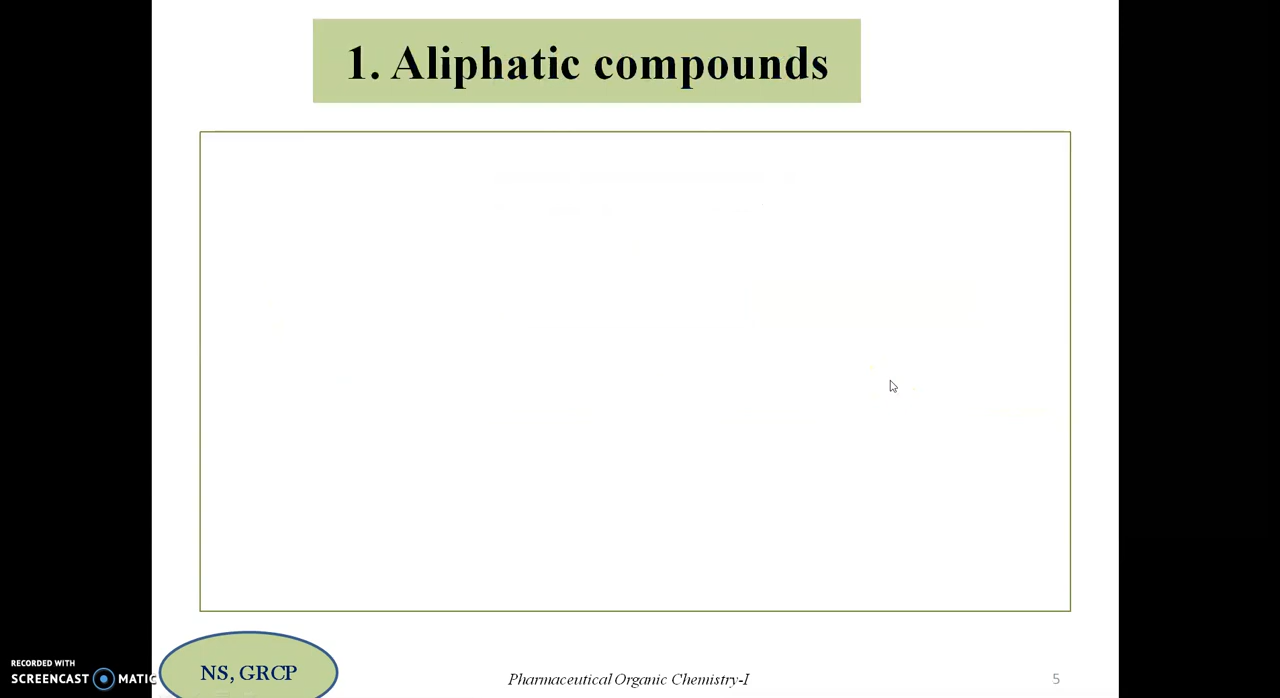 1. Aliphatic compounds
RECORDED WITH
SCREENCAST MATIC
NS, GRCP
Pharmaceutical Organic Chemistry-I
5